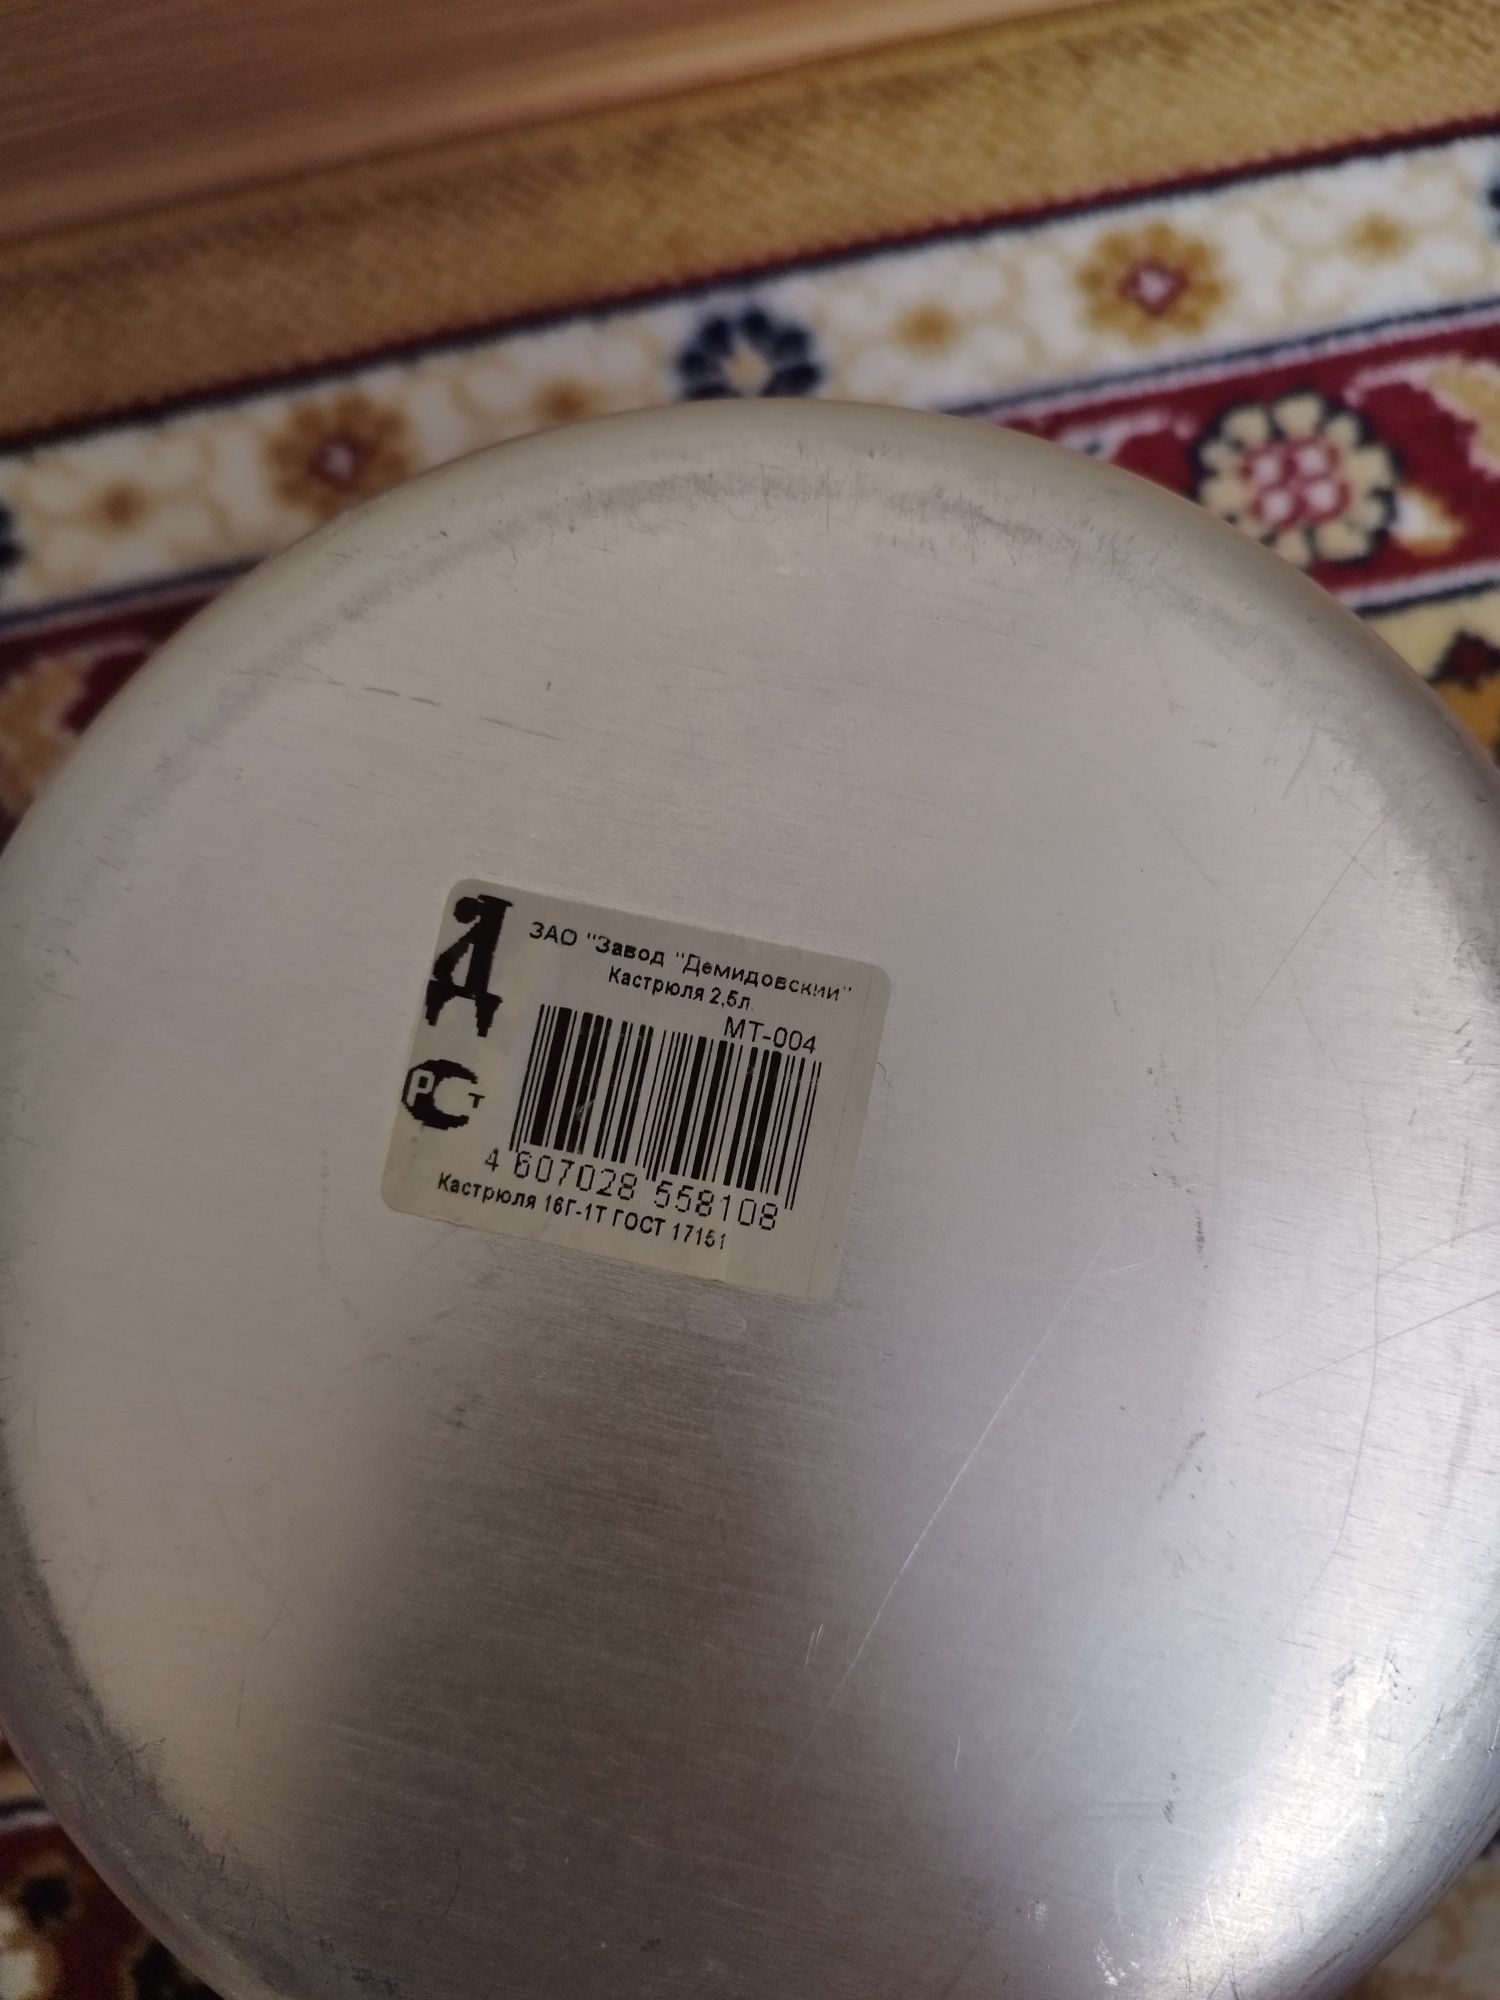 Д
ЗАО "Завод "Демидовский"
Кастрюля 2,5л
МТ-004
РСТ
4 607028 558108
Кастрюля 16Г-1Т ГОСТ 17151